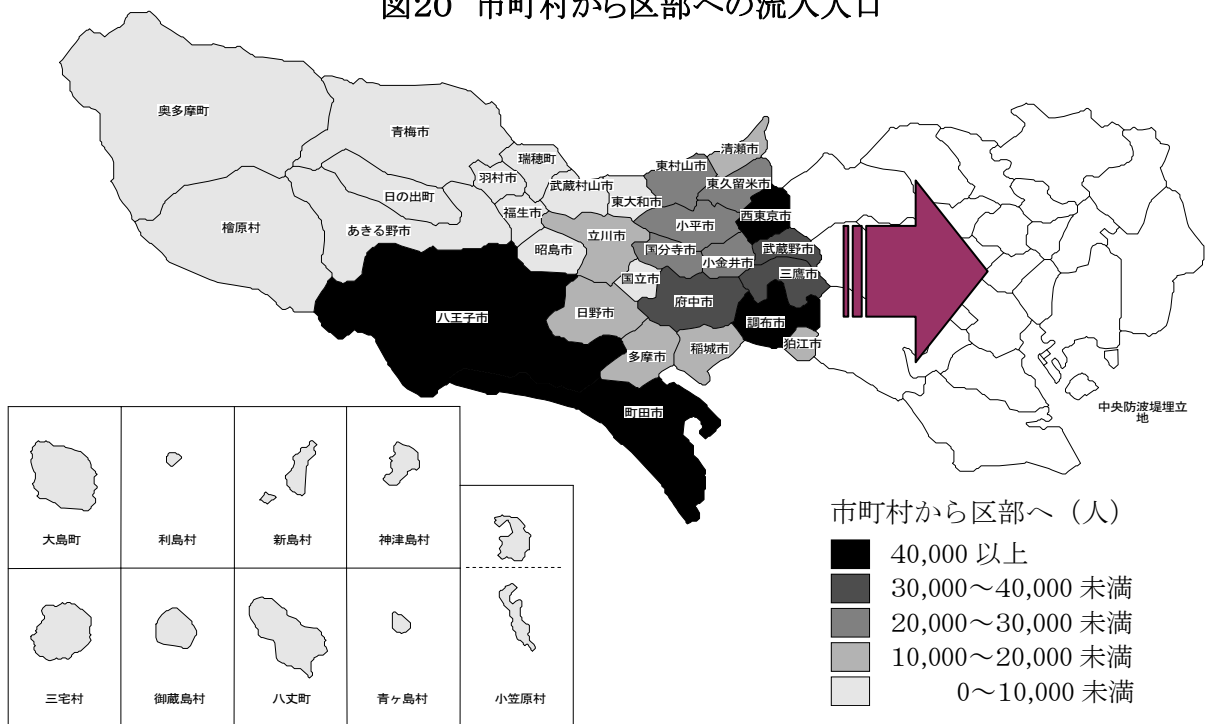 図20 市町村から区部への流入人口
奥多摩町
青梅市
瑞穂町
羽村市
武蔵村山市
日の出町
福生市
東大和市
檜原村
あきる野市
昭島市
立川市
東村山市
清瀬市
東久留米市
小平市
西東京市
国分寺市
小金井市
武蔵野市
三鷹市
国立市
府中市
八王子市
日野市
調布市
狛江市
稲城市
多摩市
町田市
中央防波堤埋立
地
大島町
利島村
新島村
神津島村
三宅村
御蔵島村
八丈町
青ヶ島村
小笠原村
市町村から区部へ（人）
40,000 以上
30,000～40,000 未満
20,000～30,000 未満
10,000～20,000 未満
0～10,000 未満